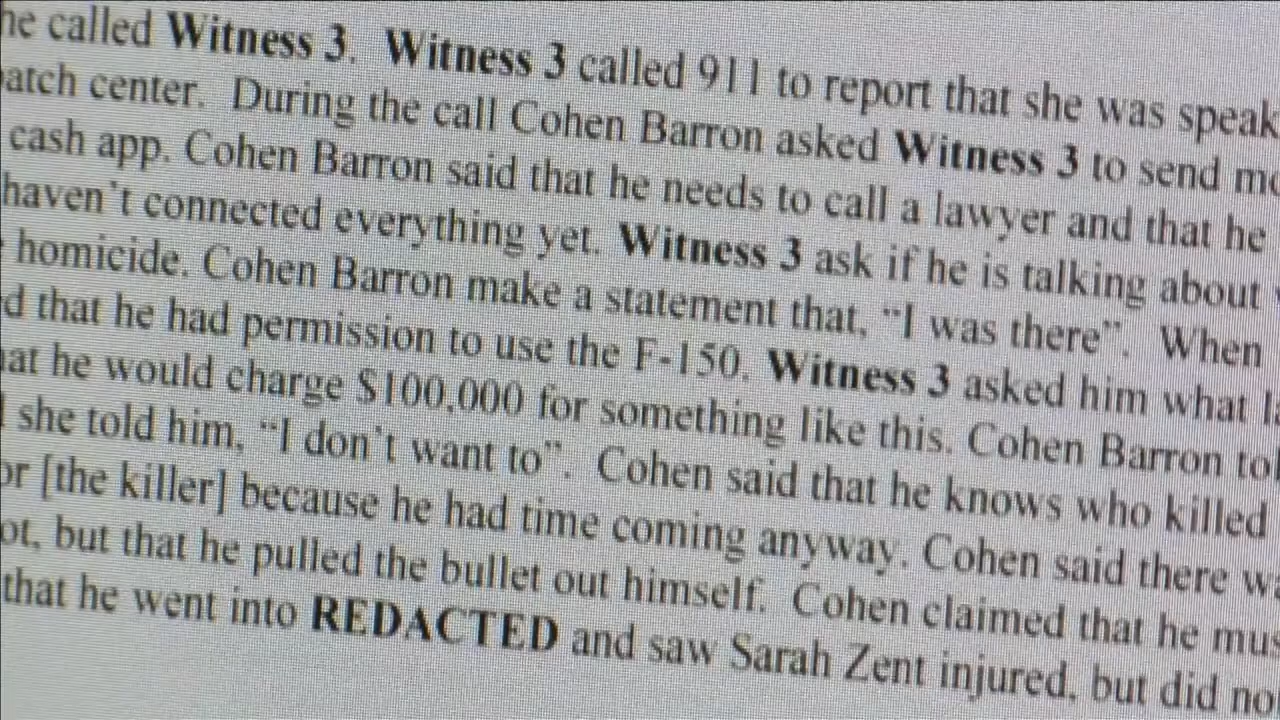 he called Witness 3. Witness 3 called 911 to report that she was speak
atch center. During the call Cohen Barron asked Witness 3 to send mo
cash app. Cohen Barron said that he needs to call a lawyer and that he
haven't connected everything yet. Witness 3 ask if he is talking about
homicide. Cohen Barron make a statement that, “I was there”. When
d that he had permission to use the F-150. Witness 3 asked him what
at he would charge $100,000 for something like this. Cohen Barron to
she told him, “I don't want to”. Cohen said that he knows who killed
or [the killer] because he had time coming anyway. Cohen said there wa
ot, but that he pulled the bullet out himself. Cohen claimed that he mus
that he went into REDACTED and saw Sarah Zent injured, but did no